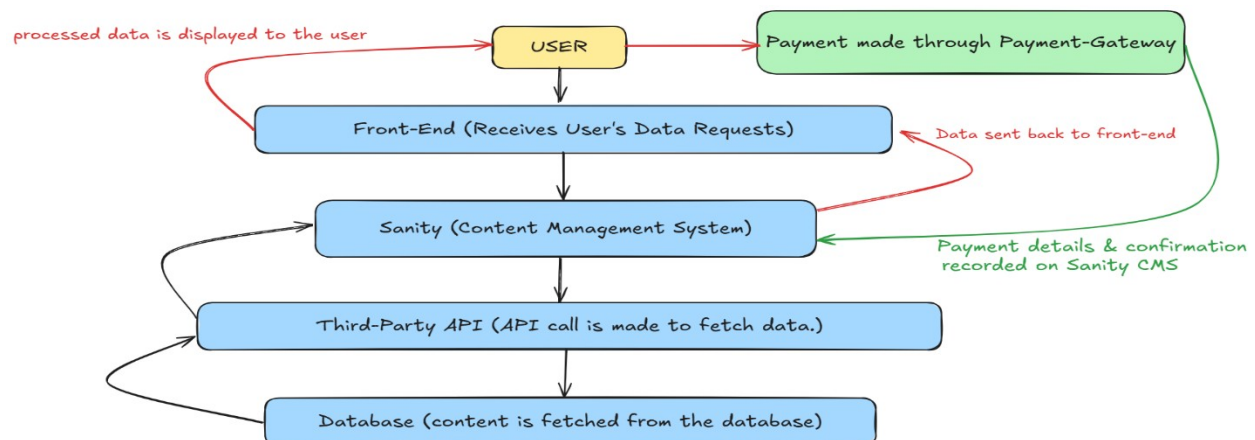 processed data is displayed to the user
USER
Payment made through Payment-Gateway
Front-End (Receives User's Data Requests)
Data sent back to front-end
Sanity (Content Management System)
Payment details & confirmation
recorded on Sanity CMS
Third-Party API (API call is made to fetch data.)
Database (content is fetched from the database)